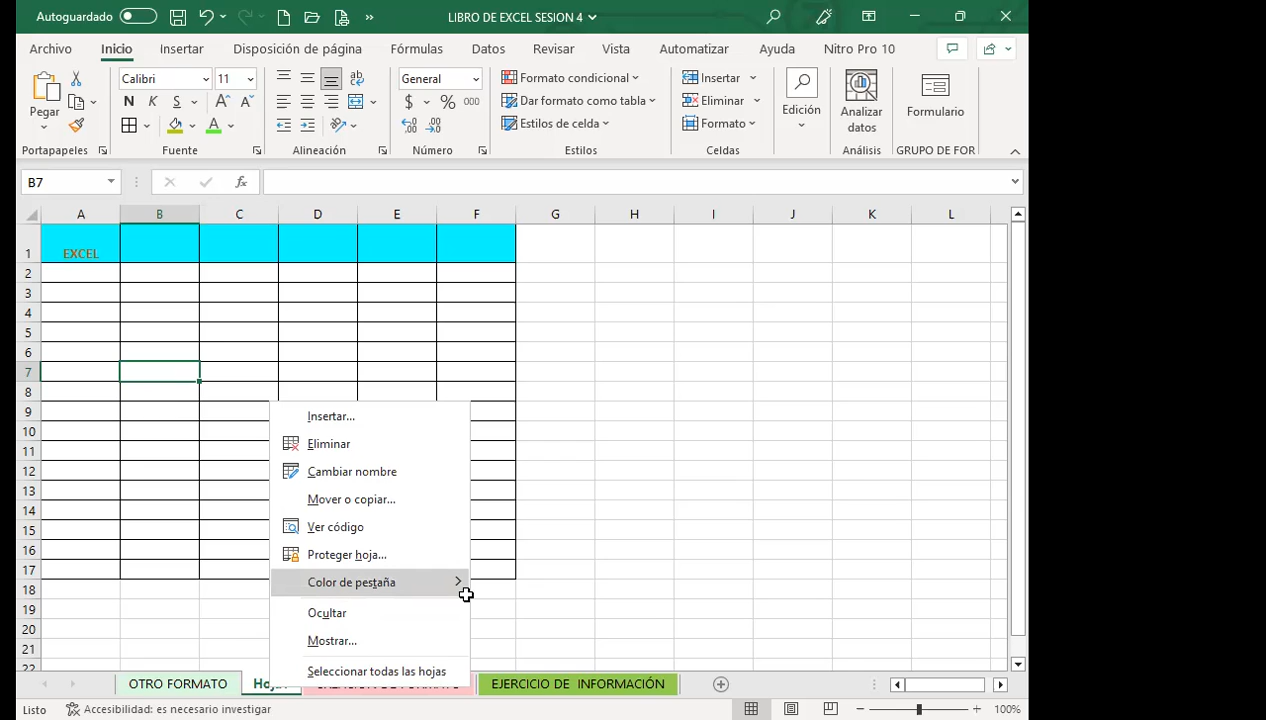 Autoguardado LIBRO DE EXCEL SESION 4
Archivo Inicio Insertar Disposición de página Fórmulas Datos Revisar Vista Automatizar Ayuda Nitro Pro 10
Pegar
Portapapeles
Calibri 11
N K S
Fuente
Alineación
General
$ % 000
Número
Formato condicional
Dar formato como tabla
Estilos de celda
Estilos
Insertar
Eliminar
Formato
Celdas
Edición
Analizar
datos
Análisis
Formulario
GRUPO DE FOR
B7 fx
A B C D E F G H I J K L
1 EXCEL
2
3
4
5
6
7
8
9
10
11
12
13
14
15
16
17
18
19
20
21
22
Insertar...
Eliminar
Cambiar nombre
Mover o copiar...
Ver código
Proteger hoja...
Color de pestaña
Ocultar
Mostrar...
Seleccionar todas las hojas
OTRO FORMATO EJERCICIO DE INFORMACIÓN
Listo Accesibilidad: es necesario investigar 100%